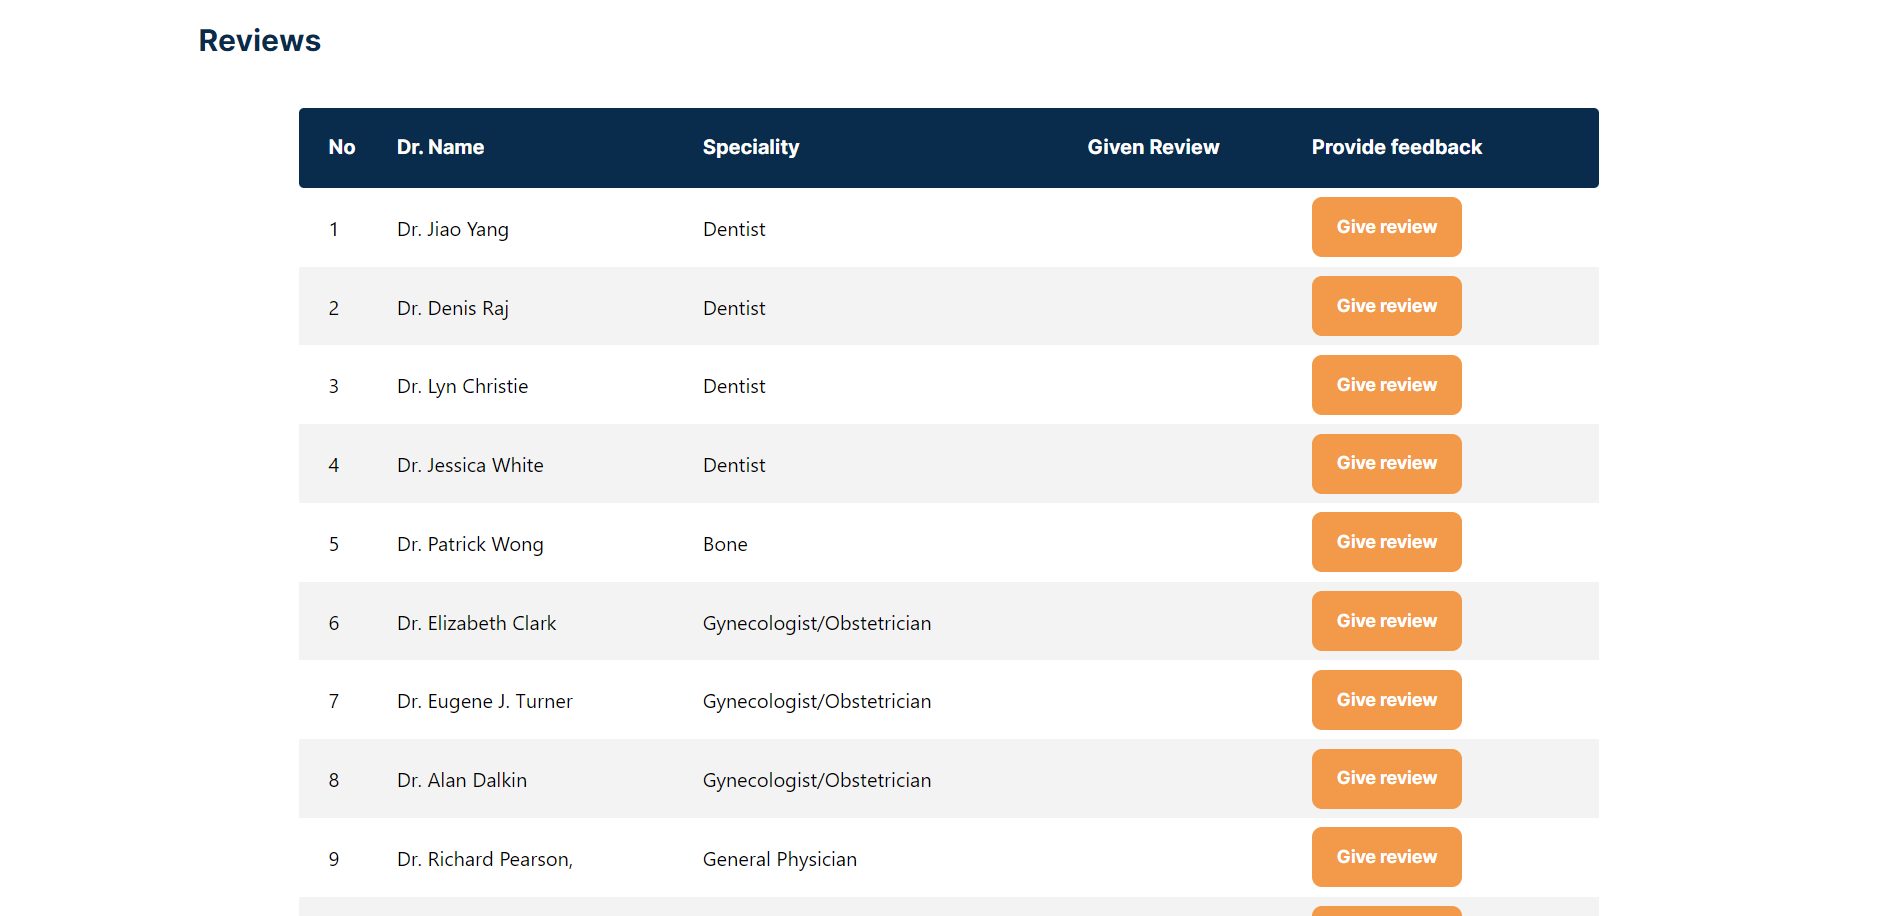 Reviews
No Dr. Name Speciality Given Review Provide feedback
1 Dr. Jiao Yang Dentist Give review
2 Dr. Denis Raj Dentist Give review
3 Dr. Lyn Christie Dentist Give review
4 Dr. Jessica White Dentist Give review
5 Dr. Patrick Wong Bone Give review
6 Dr. Elizabeth Clark Gynecologist/Obstetrician Give review
7 Dr. Eugene J. Turner Gynecologist/Obstetrician Give review
8 Dr. Alan Dalkin Gynecologist/Obstetrician Give review
9 Dr. Richard Pearson, General Physician Give review